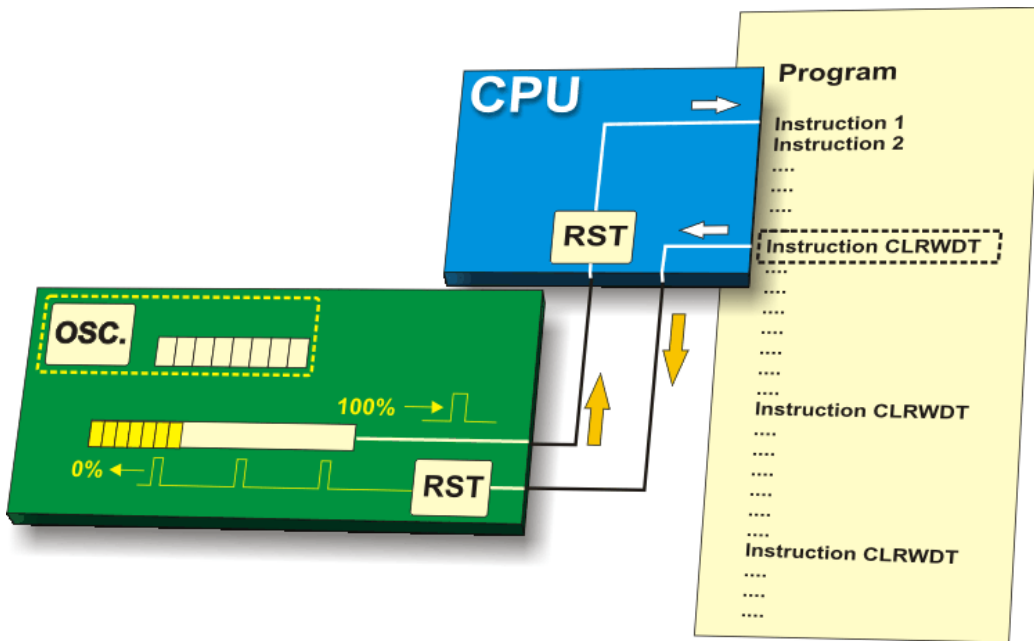 CPU
RST
OSC.
100%
0%
RST
Program
Instruction 1
Instruction 2
....
....
....
....
Instruction CLRWDT
....
....
....
....
....
....
....
Instruction CLRWDT
....
....
....
....
....
....
Instruction CLRWDT
....
....
....